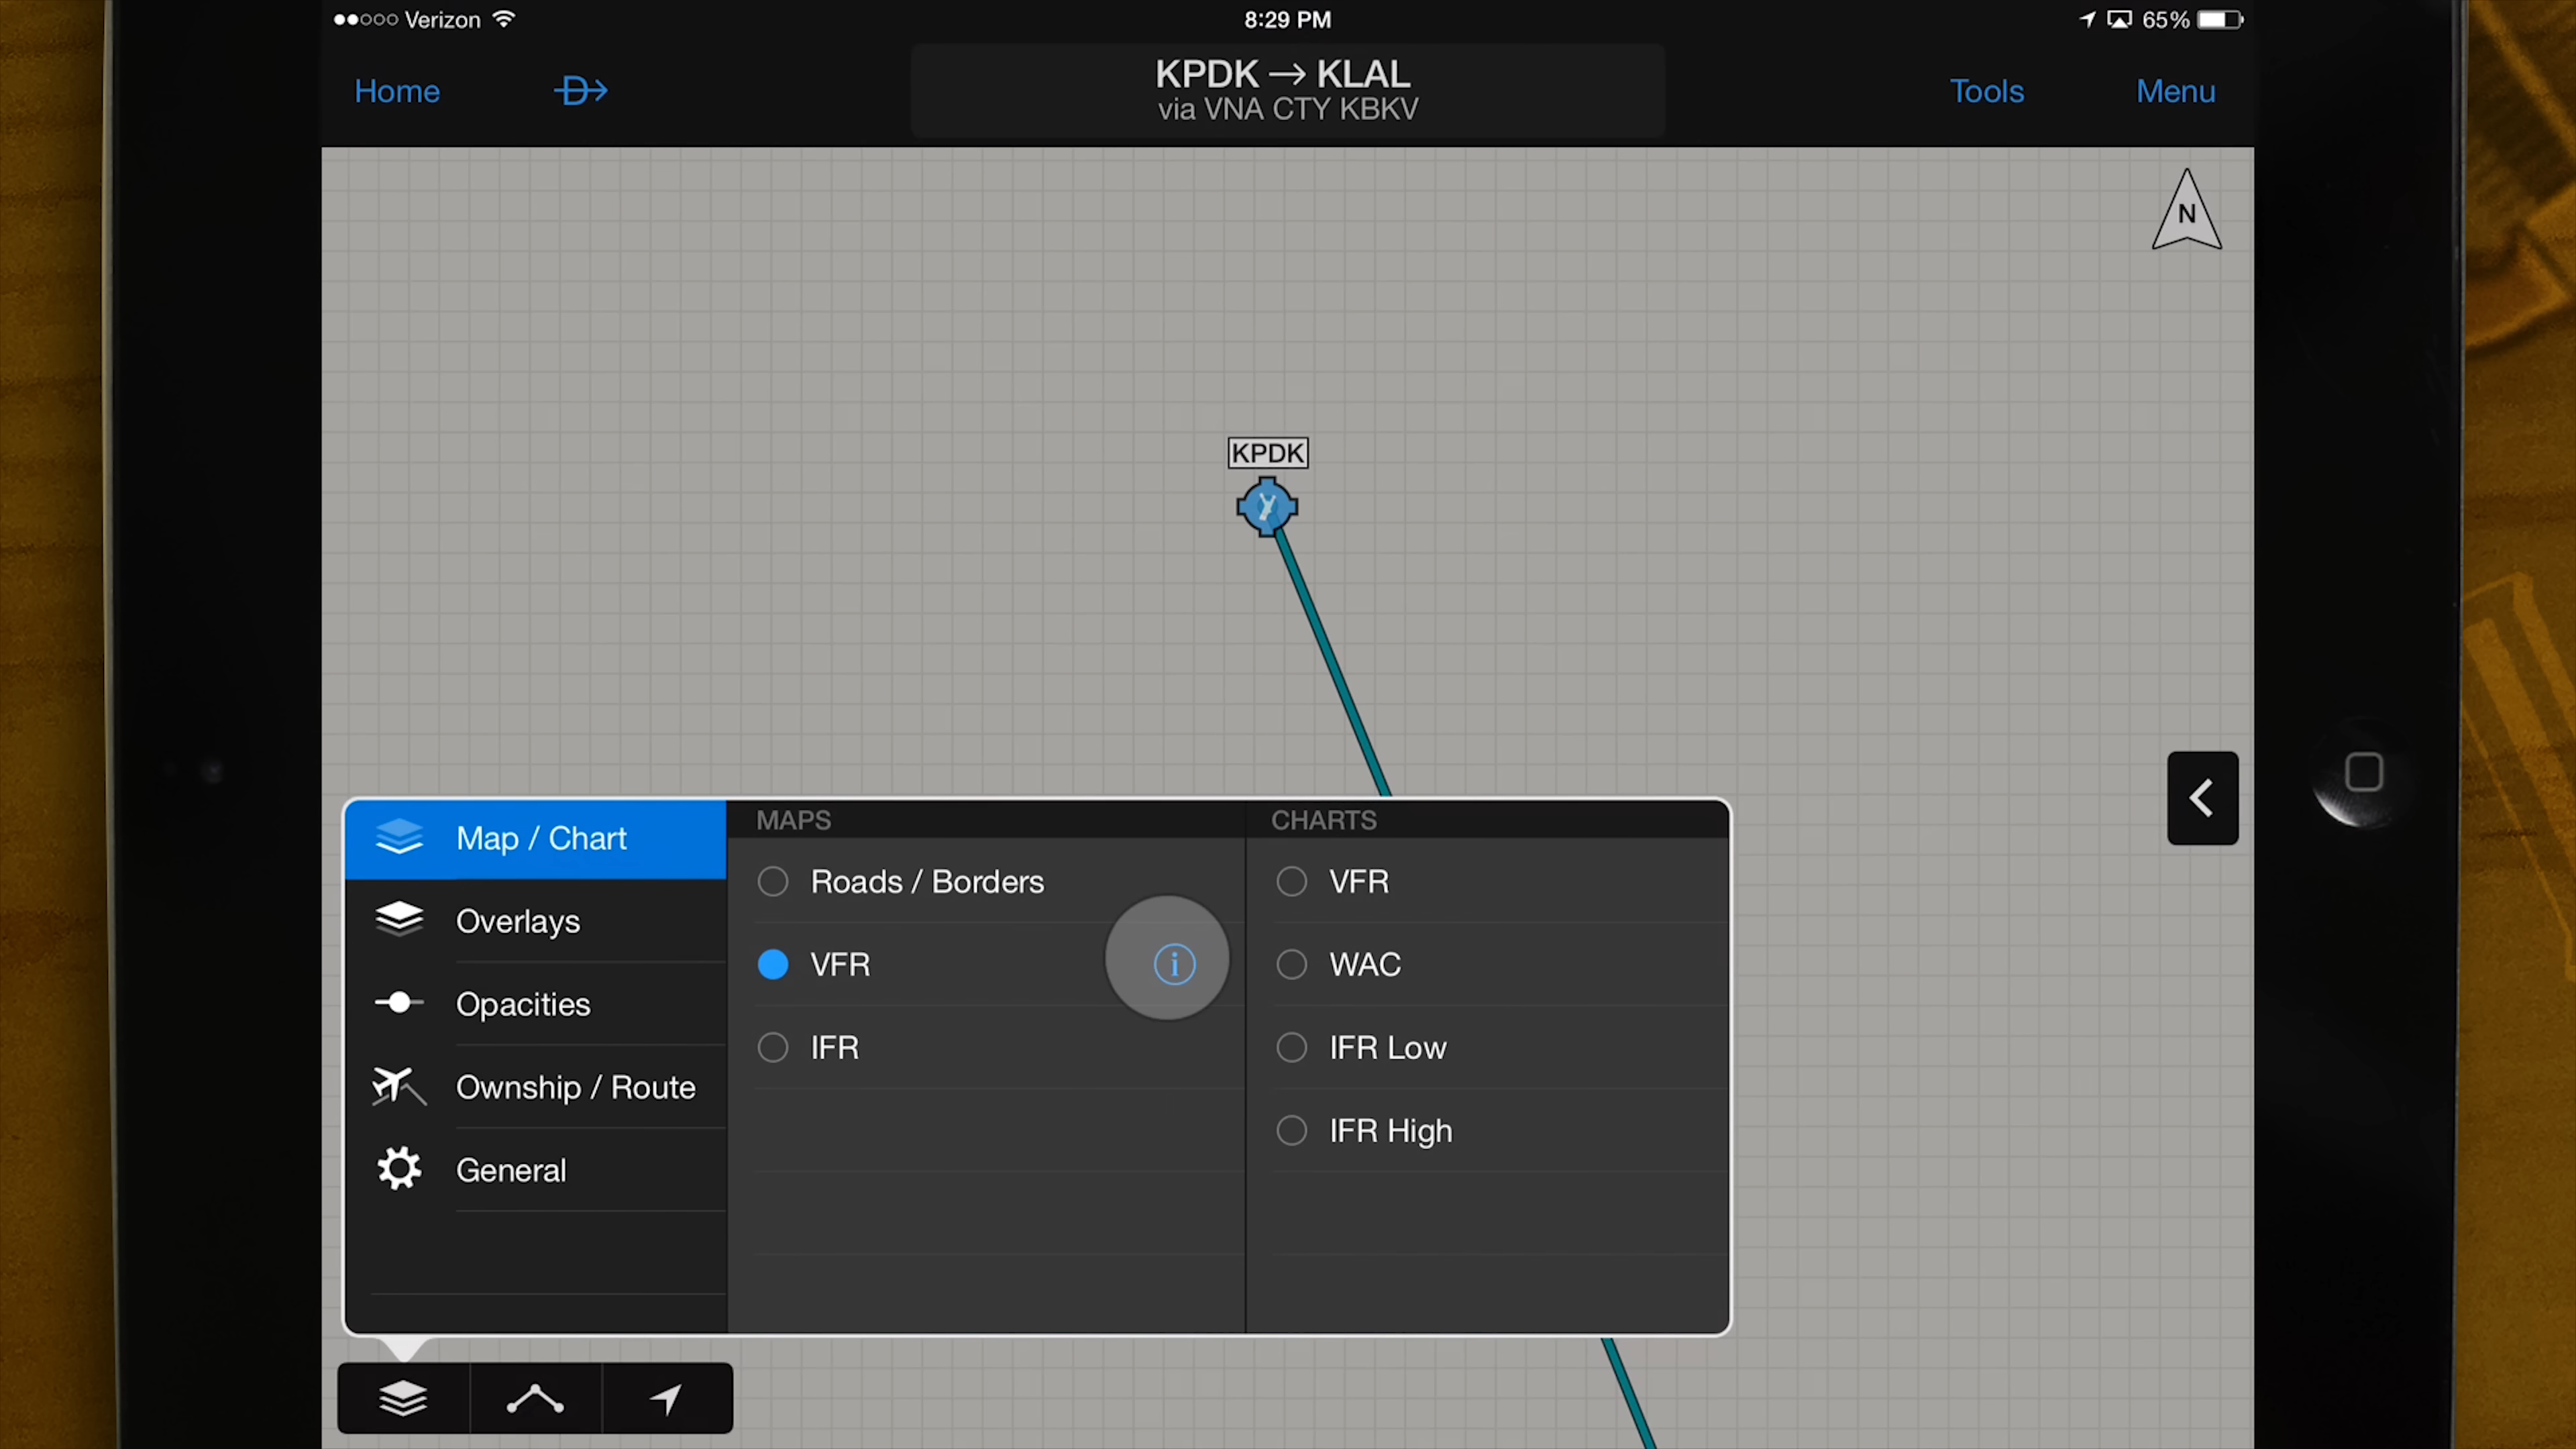 Verizon
8:29 PM
65%
Home
D
KPDK → KLAL
via VNA CTY KBKV
Tools
Menu
N
KPDK
Map / Chart
Overlays
Opacities
Ownship / Route
General
MAPS
Roads / Borders
VFR
i
IFR
CHARTS
VFR
WAC
IFR Low
IFR High